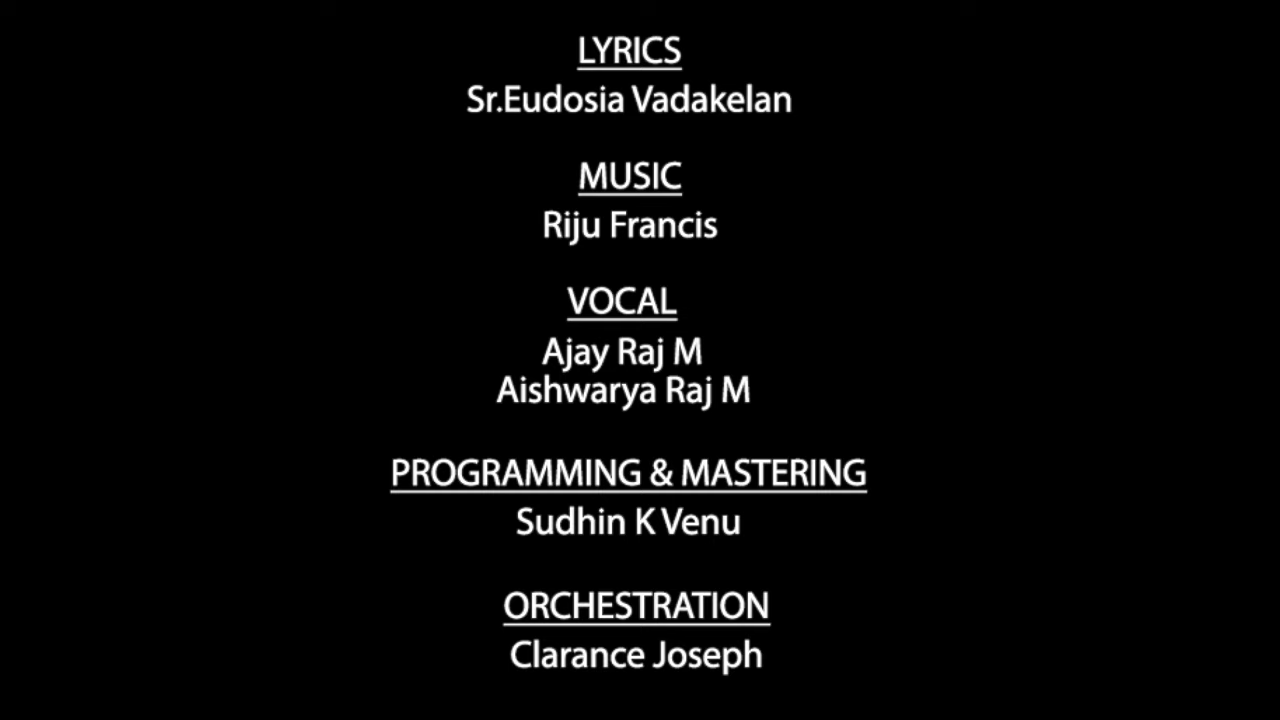 LYRICS
Sr.Eudosia Vadakelan
MUSIC
Riju Francis
VOCAL
Ajay Raj M
Aishwarya Raj M
PROGRAMMING & MASTERING
Sudhin K Venu
ORCHESTRATION
Clarance Joseph